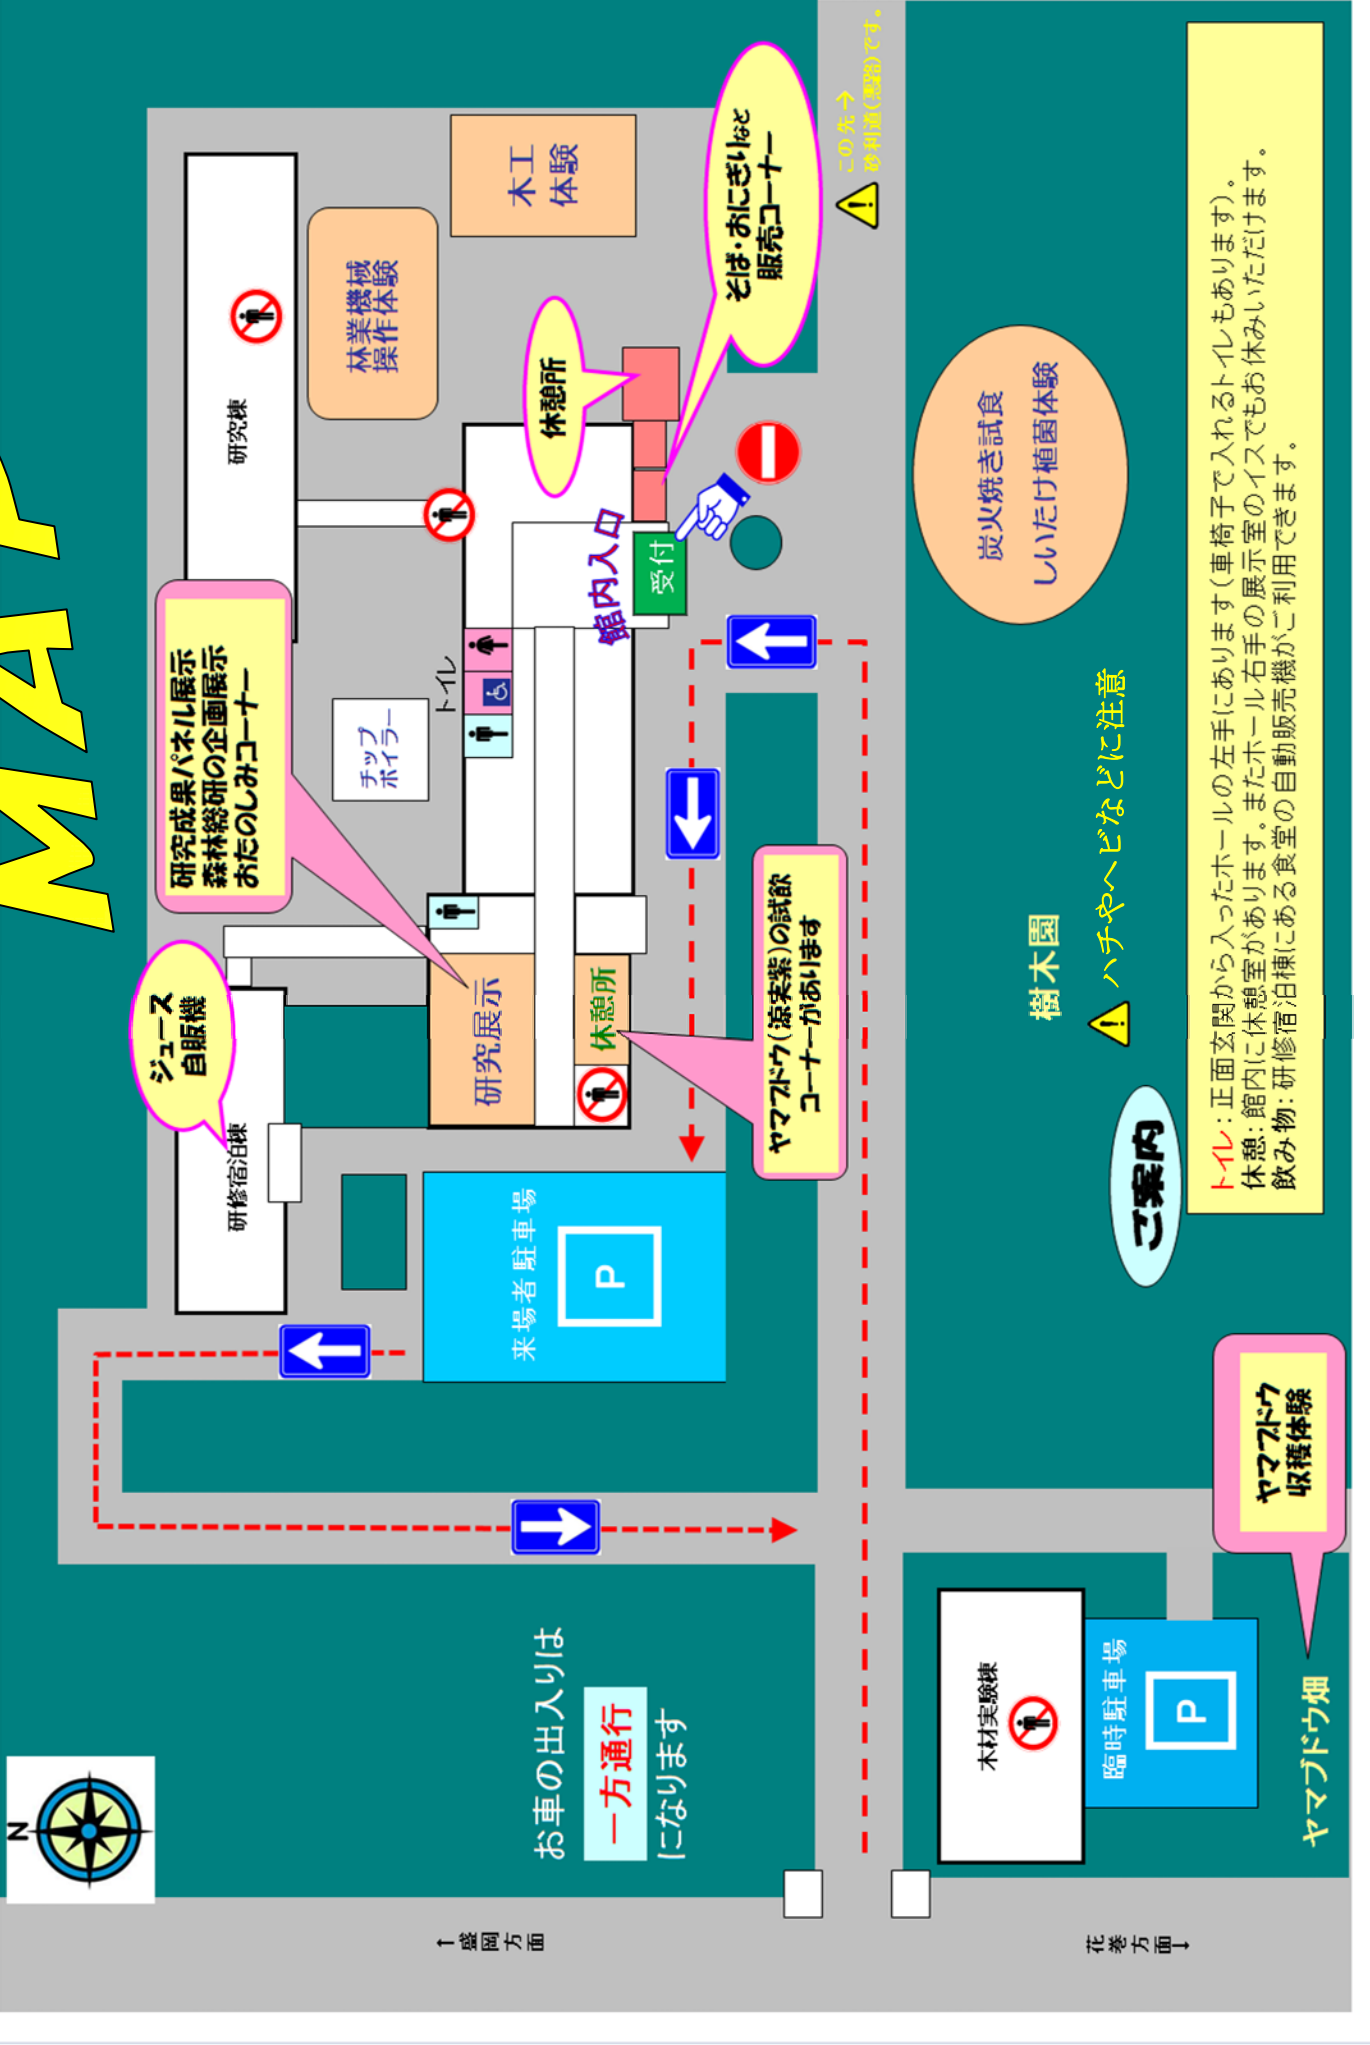 MAP
N
研究棟
林業機械
操作体験
木工
体験
そば・おにぎりなど
販売コーナー
この先→
砂利道(悪路)です。
休憩所
館内入口
受付
トイレ
チップ
ボイラー
研究成果パネル展示
森林総研の企画展示
おたのしみコーナー
ジュース
自販機
研修宿泊棟
研究展示
休憩所
ヤマブドウ(涼実紫)の試飲
コーナーがあります
来場者駐車場
P
お車の出入りは
一方通行
になります
炭火焼き試食
しいたけ植菌体験
樹木園
ハチやヘビなどに注意
ご案内
トイレ:正面玄関から入ったホールの左手にあります(車椅子で入れるトイレもあります)。
休憩:館内に休憩室があります。またホール右手の展示室のイスでもお休みいただけます。
飲み物:研修宿泊棟にある食堂の自動販売機がご利用できます。
ヤマブドウ
収穫体験
木材実験棟
臨時駐車場
P
ヤマブドウ畑
↑盛岡方面
花巻方面↓